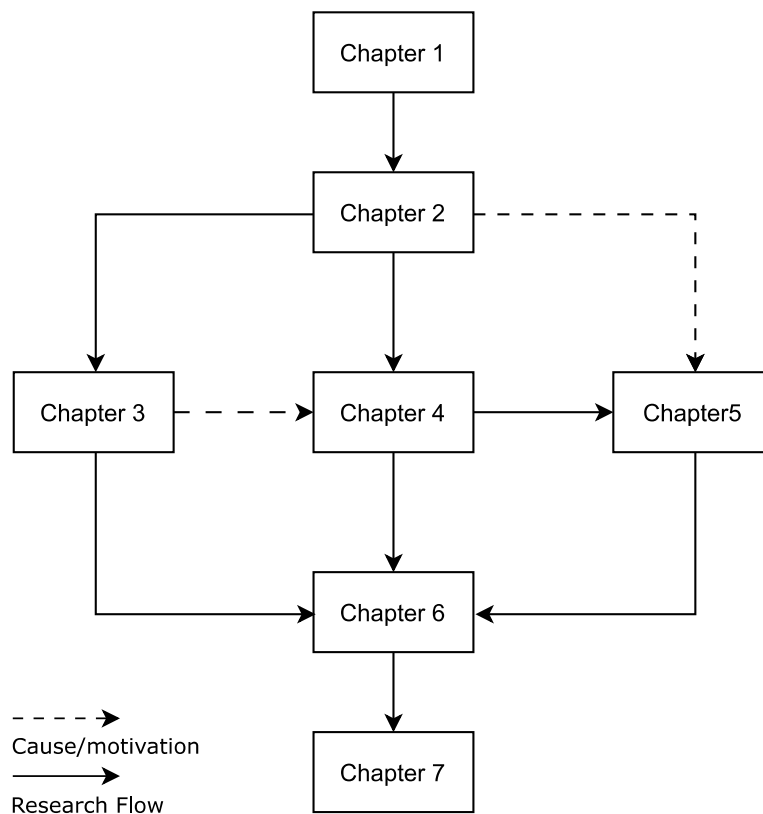 Chapter 1
Chapter 2
Chapter 3
Chapter 4
Chapter5
Chapter 6
Chapter 7
Cause/motivation
Research Flow